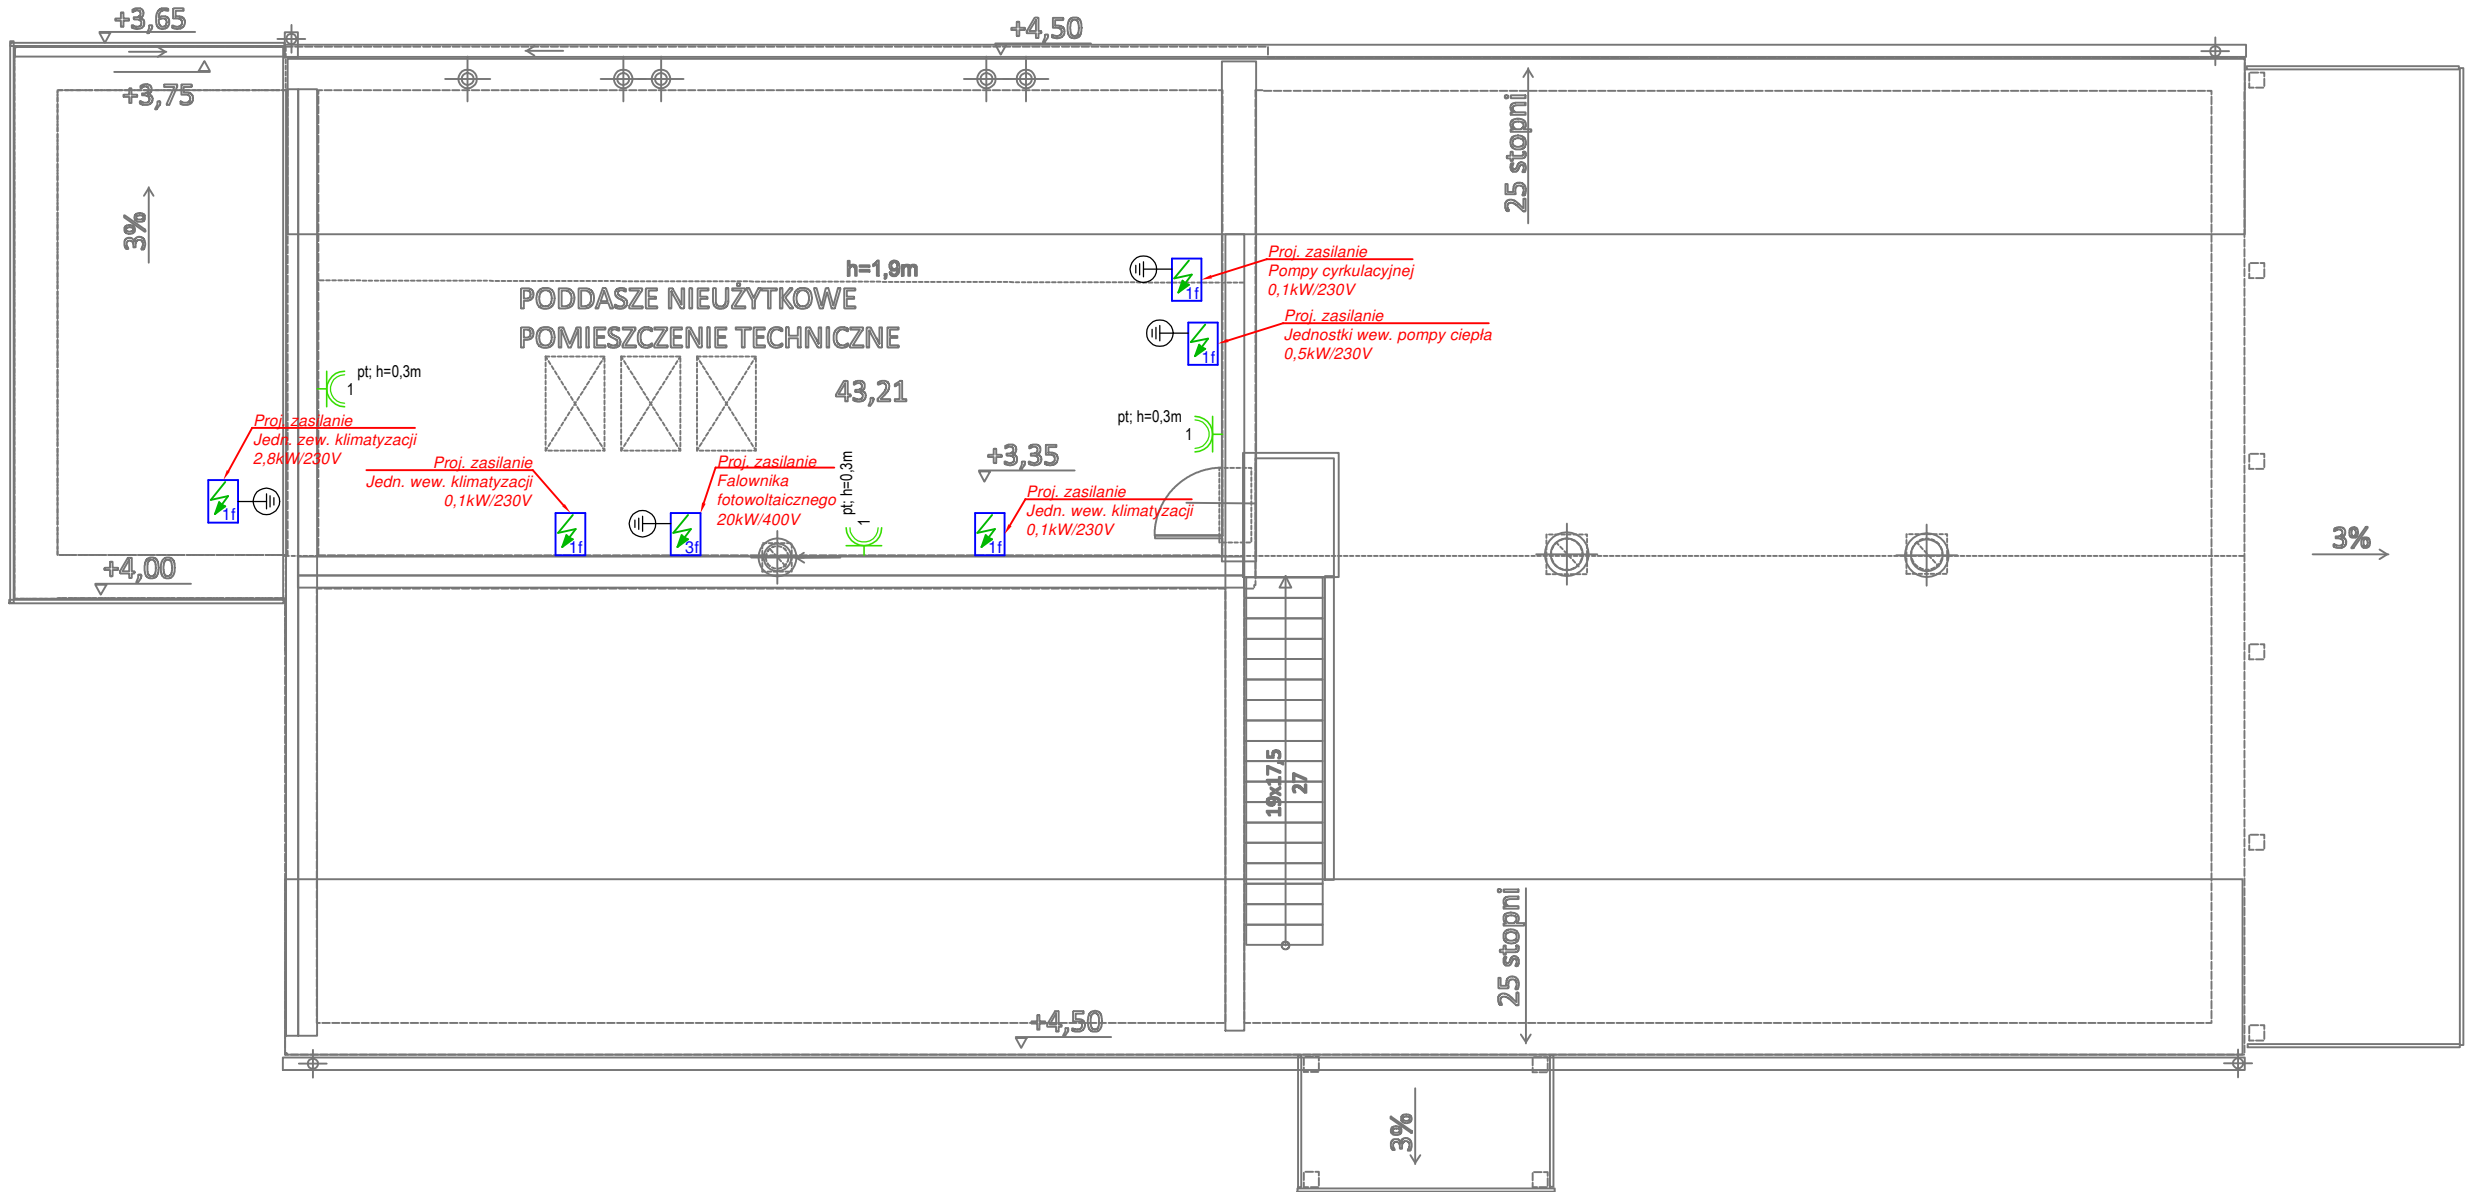 +3,65
+4,50
+3,75
25 stopni
3%
h=1,9m
Proj. zasilanie
Pompy cyrkulacyjnej
0,1kW/230V
1f
PODDASZE NIEUŻYTKOWE
POMIESZCZENIE TECHNICZNE
Proj. zasilanie
Jednostki wew. pompy ciepła
0,5kW/230V
1f
pt; h=0,3m
1
43,21
pt; h=0,3m
1
Proj. zasilanie
Jedn. zew. klimatyzacji
2,8kW/230V
1f
Proj. zasilanie
Jedn. wew. klimatyzacji
0,1kW/230V
1f
Proj. zasilanie
Falownika
fotowoltaicznego
20kW/400V
3f
pt; h=0,3m
1
+3,35
Proj. zasilanie
Jedn. wew. klimatyzacji
0,1kW/230V
1f
3%
+4,00
19x17,5
27
25 stopni
+4,50
3%